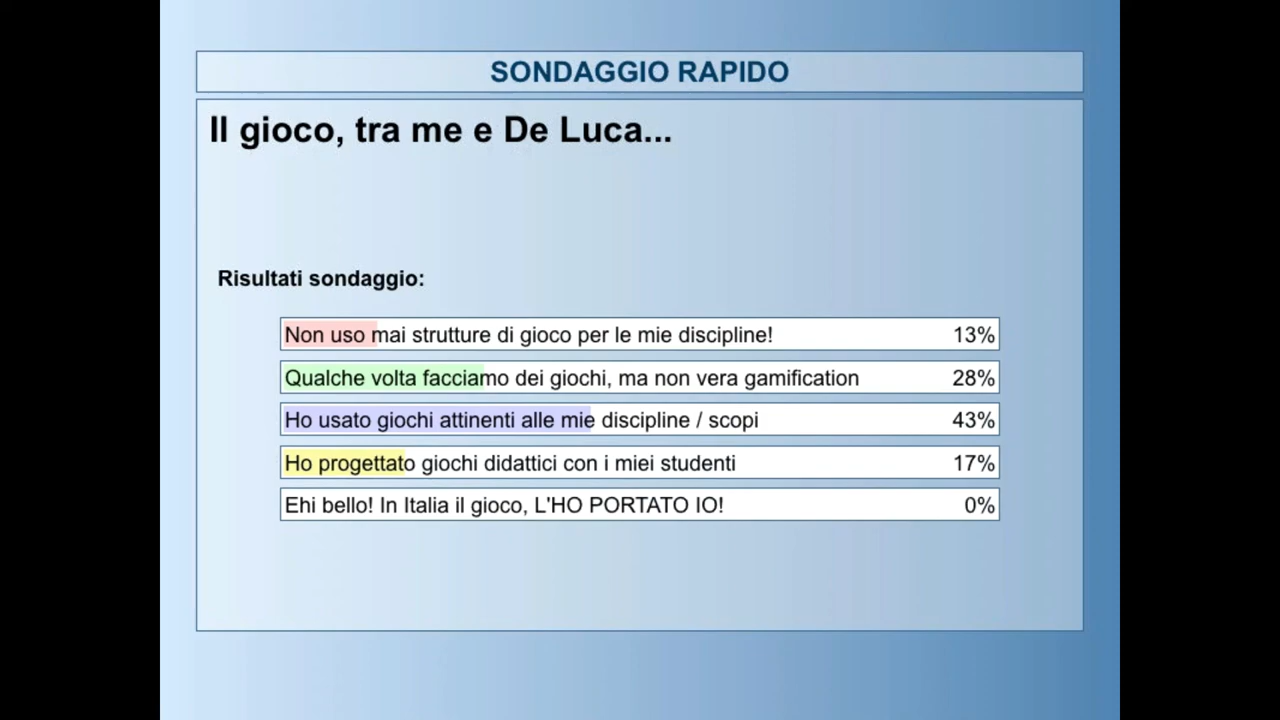 SONDAGGIO RAPIDO
Il gioco, tra me e De Luca...
Risultati sondaggio:
Non uso mai strutture di gioco per le mie discipline! 13%
Qualche volta facciamo dei giochi, ma non vera gamification 28%
Ho usato giochi attinenti alle mie discipline / scopi 43%
Ho progettato giochi didattici con i miei studenti 17%
Ehi bello! In Italia il gioco, L'HO PORTATO IO! 0%